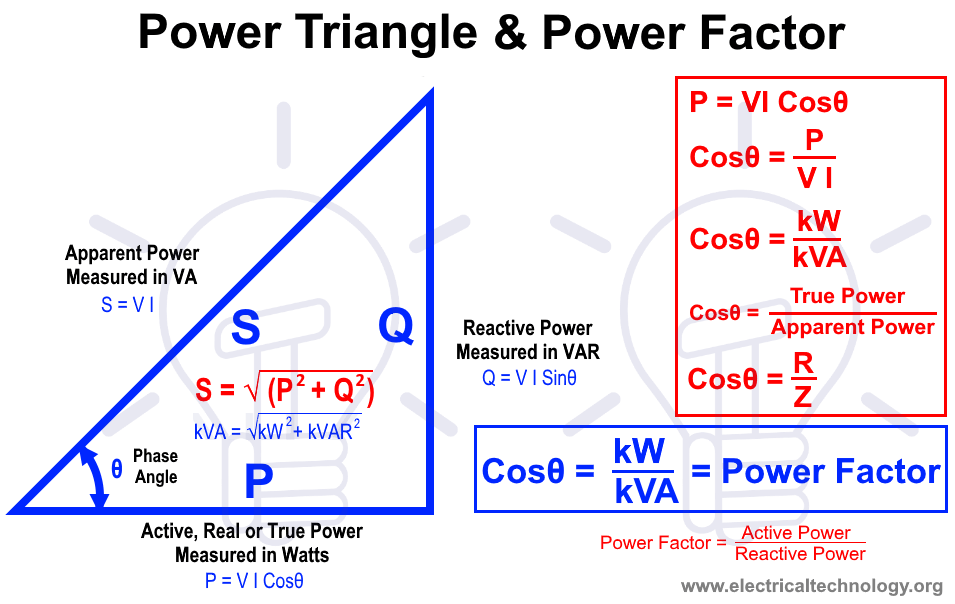 Power Triangle & Power Factor
Apparent Power
Measured in VA
S = V I
S
Q
S = √(P² + Q²)
kVA = √kW² + kVAR²
θ
Phase
Angle
P
Active, Real or True Power
Measured in Watts
P = V I Cosθ
Reactive Power
Measured in VAR
Q = V I Sinθ
P = VI Cosθ
Cosθ = P / V I
Cosθ = kW / kVA
Cosθ = True Power / Apparent Power
Cosθ = R / Z
Cosθ = kW / kVA = Power Factor
Power Factor = Active Power / Reactive Power
www.electricaltechnology.org